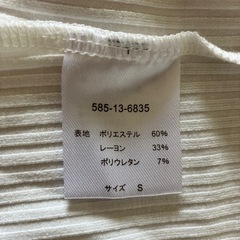 585-13-6835
表地 ポリエステル 60%
レーヨン 33%
ポリウレタン 7%
サイズ S